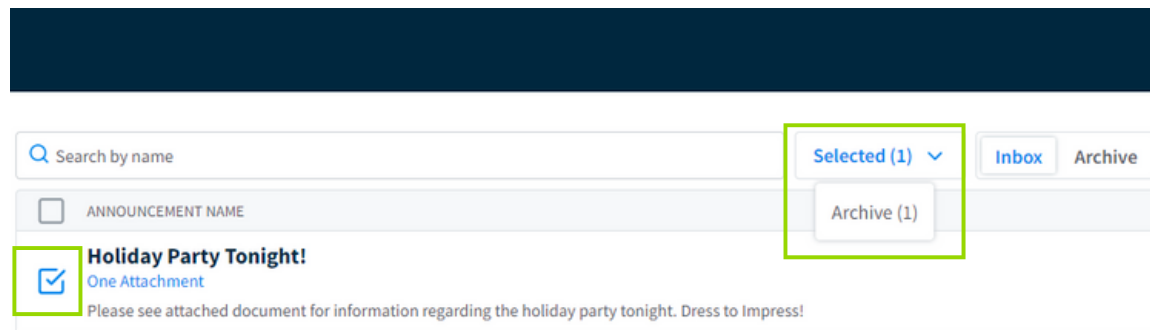 Search by name
Selected (1)
Inbox
Archive
ANNOUNCEMENT NAME
Archive (1)
Holiday Party Tonight!
One Attachment
Please see attached document for information regarding the holiday party tonight. Dress to Impress!